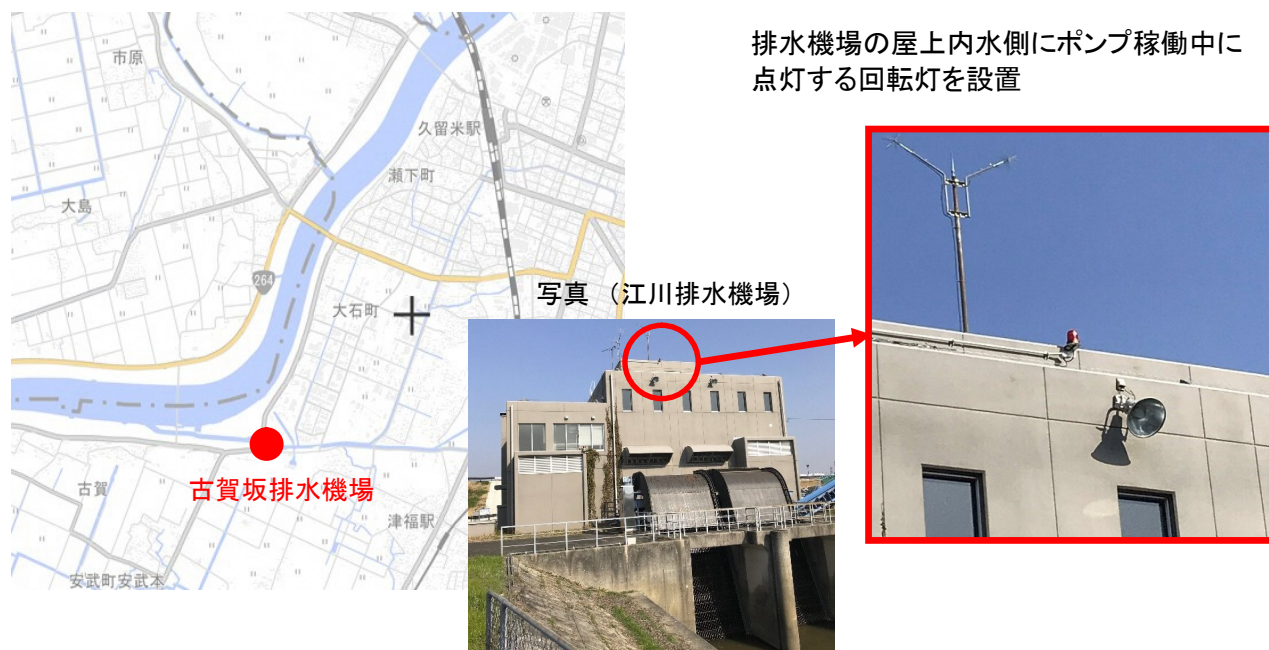 排水機場の屋上内水側にポンプ稼働中に
点灯する回転灯を設置
市原
久留米駅
瀬下町
大島
264
大石町
写真 （江川排水機場）
古賀坂排水機場
古賀
津福駅
安武町安武本